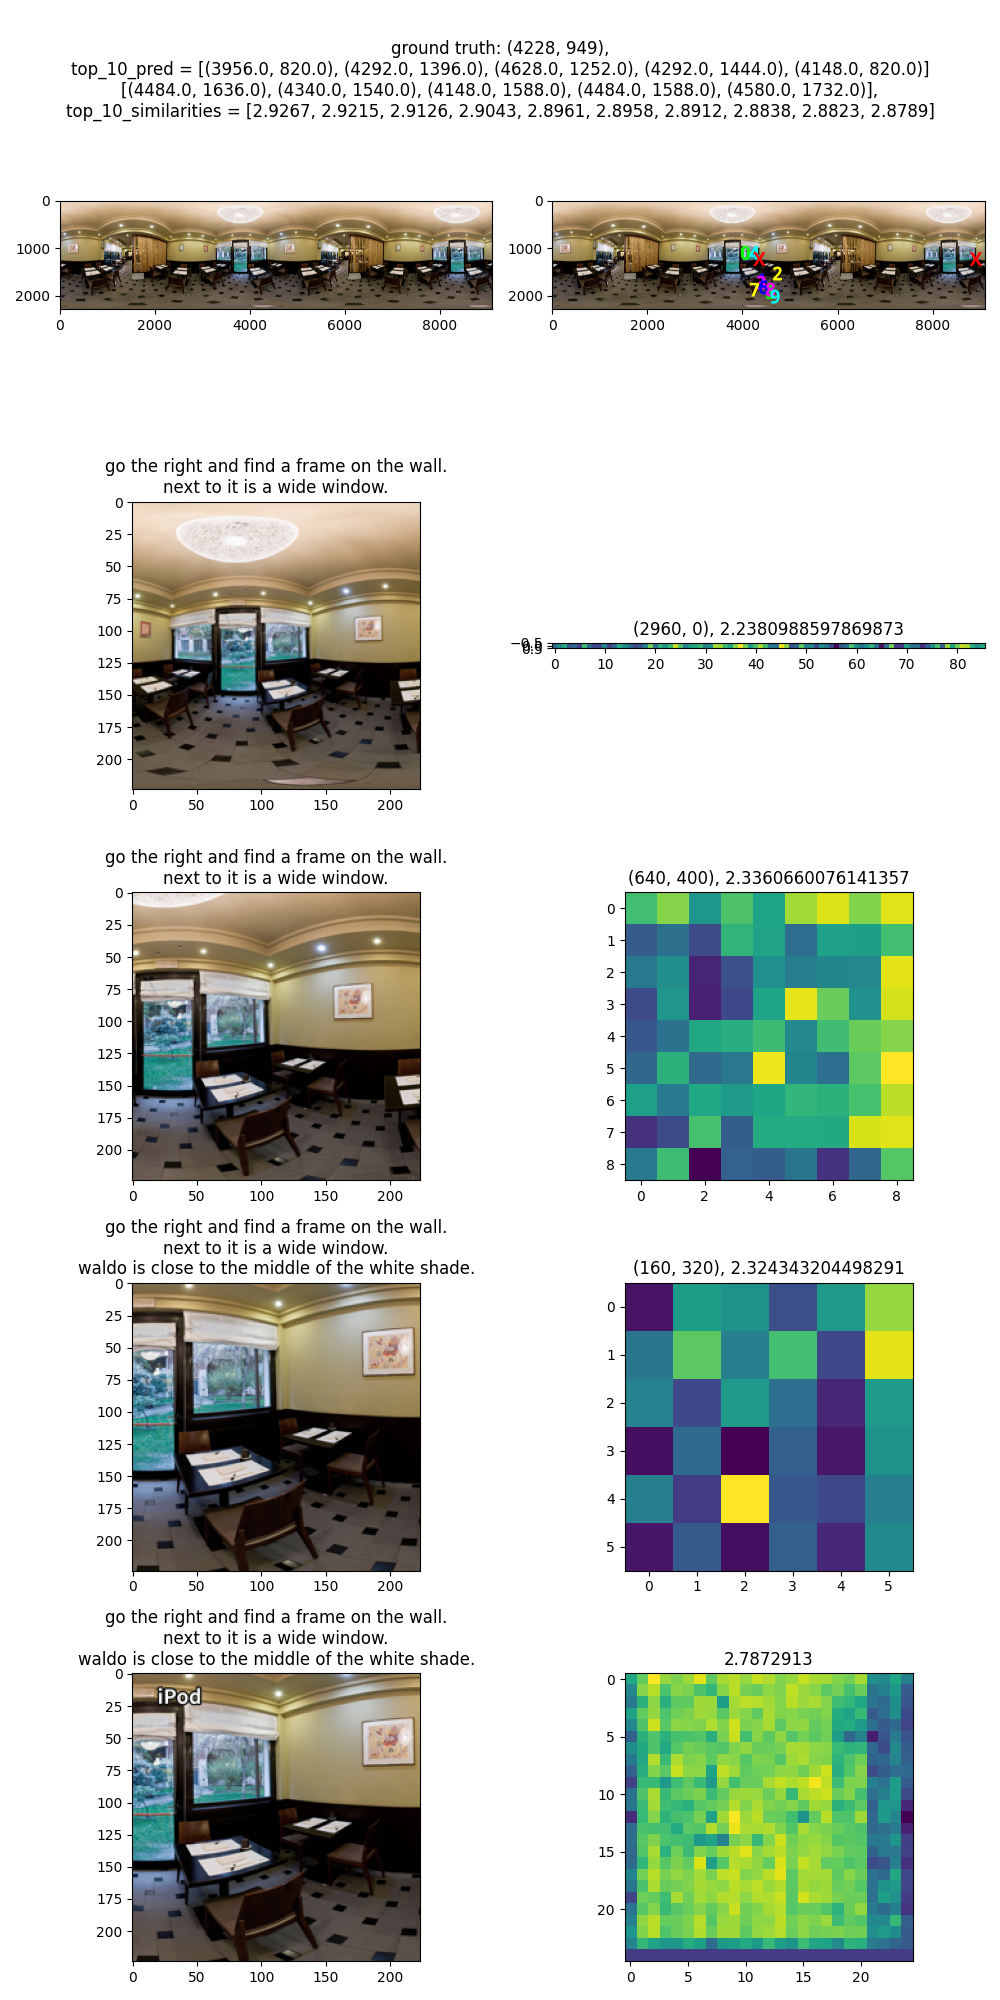 ground truth: (4228, 949),
top_10_pred = [(3956.0, 820.0), (4292.0, 1396.0), (4628.0, 1252.0), (4292.0, 1444.0), (4148.0, 820.0)]
[(4484.0, 1636.0), (4340.0, 1540.0), (4148.0, 1588.0), (4484.0, 1588.0), (4580.0, 1732.0)],
top_10_similarities = [2.9267, 2.9215, 2.9126, 2.9043, 2.8961, 2.8958, 2.8912, 2.8838, 2.8823, 2.8789]
0
1000
2000
0 2000 4000 6000 8000
0
1000
2000
0 2000 4000 6000 8000
X
X
2
7
9
go the right and find a frame on the wall.
next to it is a wide window.
0
25
50
75
100
125
150
175
200
0 50 100 150 200
(2960, 0), 2.2380988597869873
−0.5
0 10 20 30 40 50 60 70 80
go the right and find a frame on the wall.
next to it is a wide window.
0
25
50
75
100
125
150
175
200
0 50 100 150 200
(640, 400), 2.3360660076141357
0
1
2
3
4
5
6
7
8
0 2 4 6 8
go the right and find a frame on the wall.
next to it is a wide window.
waldo is close to the middle of the white shade.
0
25
50
75
100
125
150
175
200
0 50 100 150 200
(160, 320), 2.324343204498291
0
1
2
3
4
5
0 1 2 3 4 5
go the right and find a frame on the wall.
next to it is a wide window.
waldo is close to the middle of the white shade.
iPod
0
25
50
75
100
125
150
175
200
0 50 100 150 200
2.7872913
0
5
10
15
20
0 5 10 15 20